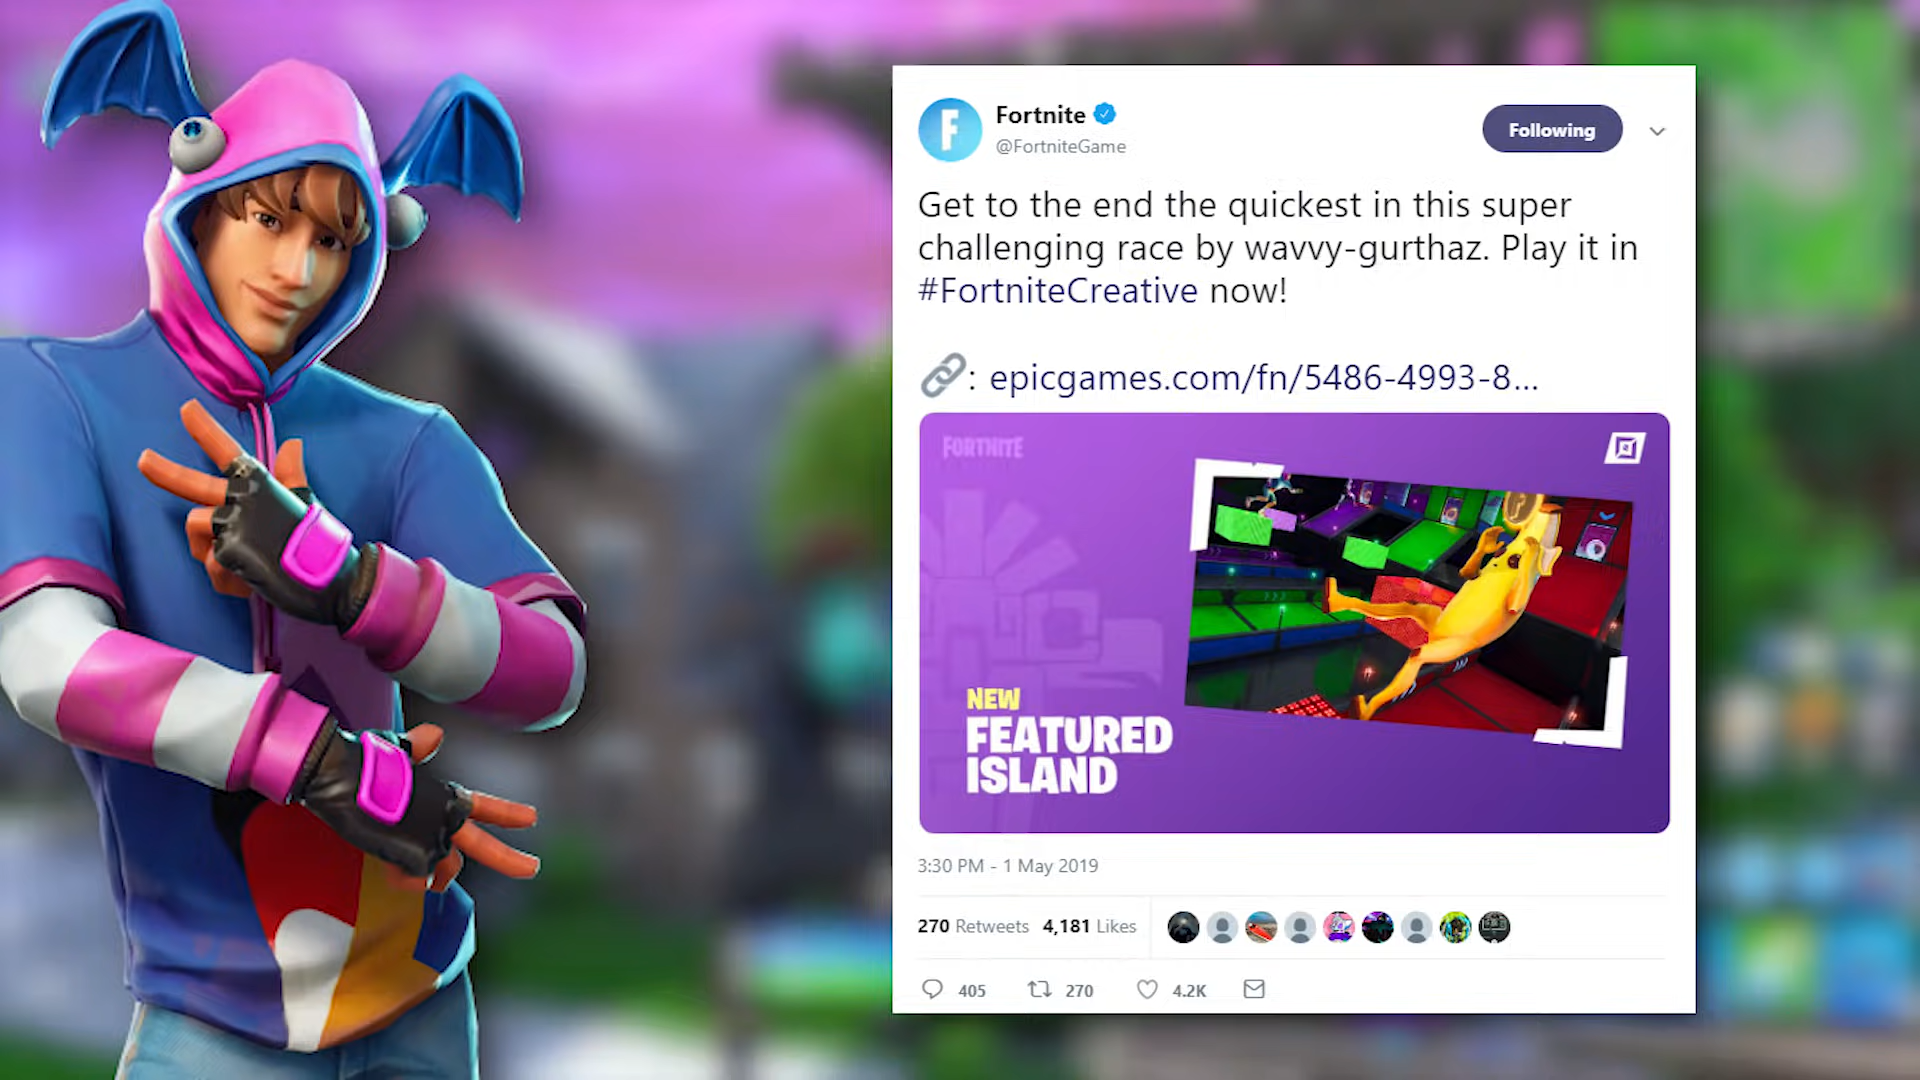 Fortnite
@FortniteGame
Following
Get to the end the quickest in this super
challenging race by wavvy-gurthaz. Play it in
#FortniteCreative now!
: epicgames.com/fn/5486-4993-8...
FORTNITE
NEW
FEATURED
ISLAND
3:30 PM - 1 May 2019
270 Retweets 4,181 Likes
405 270 4.2K